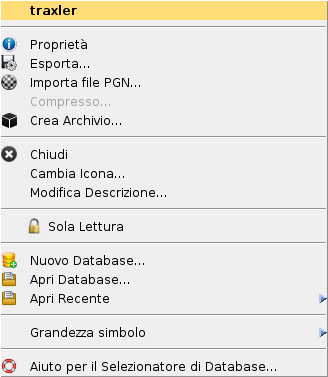 traxler
Proprietà
Esporta...
Importa file PGN...
Compresso...
Crea Archivio...
Chiudi
Cambia Icona...
Modifica Descrizione...
Sola Lettura
Nuovo Database...
Apri Database...
Apri Recente
Grandezza simbolo
Aiuto per il Selezionatore di Database...